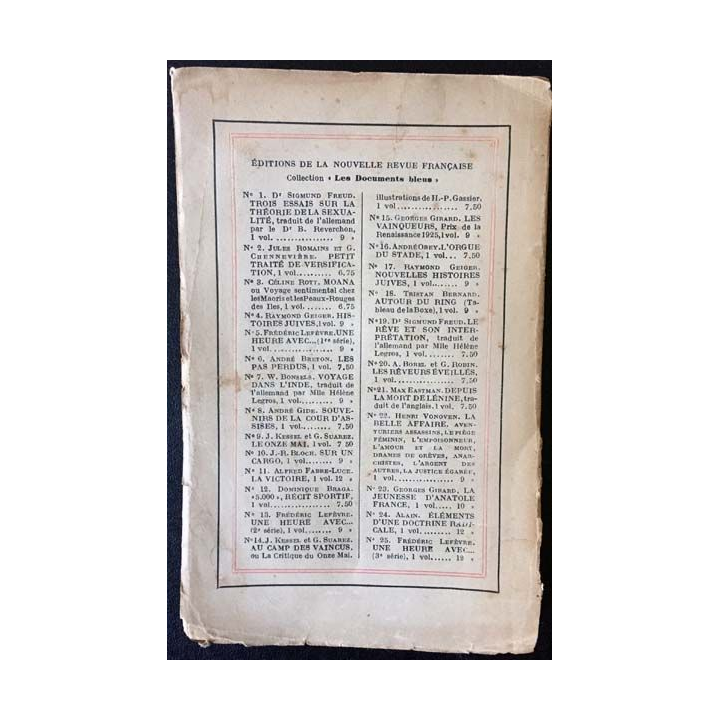 ÉDITIONS DE LA NOUVELLE REVUE FRANÇAISE
Collection « Les Documents bleus »
N° 1. Dr Sigmund Freud.
TROIS ESSAIS SUR LA
THÉORIE DE LA SEXUA-
LITÉ, traduit de l'allemand
par le Dr B. Reverchon,
1 vol. ................ 9 »
N° 2. Jules Romains et G.
Chennevière. PETIT
TRAITÉ DE VERSIFICA-
TION, 1 vol.......... 6,75
N° 3. Céline Rott. MOANA
ou Voyage sentimental chez
les Maoris et les Peaux-Rouges
des Iles, 1 vol........ 6.75
N° 4. Raymond Geiger. HIS-
TOIRES JUIVES, 1 vol. 9 »
N° 5. Frédéric Lefèvre. UNE
HEURE AVEC... (1re série),
1 vol. ................ 9 »
N° 6. André Breton. LES
PAS PERDUS, 1 vol. 7.50
N° 7. W. Bonsels. VOYAGE
DANS L'INDE, traduit de
l'allemand par Mlle Hélène
Legros, 1 vol......... 9 »
N° 8. André Gide. SOUVE-
NIRS DE LA COUR D'AS-
SISES, 1 vol......... 7.50
N° 9. J. Kessel et G. Suarez.
LE ONZE MAI, 1 vol. 7 50
N° 10. J.-R. Bloch. SUR UN
CARGO, 1 vol........ 9 »
N° 11. Alfred Fabre-Luce.
LA VICTOIRE, 1 vol. 12 »
N° 12. Dominique Braga.
«5.000», RÉCIT SPORTIF,
1 vol................. 7.50
N° 13. Frédéric Lefèvre.
UNE HEURE AVEC...
(2e série), 1 vol....... 9 »
N° 14. J. Kessel et G. Suarez.
AU CAMP DES VAINCUS,
ou La Critique du Onze Mai.
illustrations de H.-P. Gassier.
1 vol............... 7.50
N° 15. Georges Girard. LES
VAINQUEURS, Prix de la
Renaissance 1925, 1 vol. 9 »
N° 16. André Obey. L'ORGUE
DU STADE, 1 vol... 7.50
N° 17. Raymond Geiger.
NOUVELLES HISTOIRES
JUIVES, 1 vol....... 9 »
N° 18. Tristan Bernard.
AUTOUR DU RING (Ta-
bleau de la Boxe), 1 vol. 9 »
N° 19. Dr Sigmund Freud. LE
RÊVE ET SON INTER-
PRÉTATION, traduit de
l'allemand par Mlle Hélène
Legros, 1 vol........ 7.50
N° 20. A. Borel et G. Robin.
LES RÊVEURS ÉVEILLÉS,
1 vol................ 7.50
N° 21. Max Eastman. DEPUIS
LA MORT DE LÉNINE, tra-
duit de l'anglais. 1 vol. 7.50
N° 22. Henri Vonoven. LA
BELLE AFFAIRE, AVEN-
TURIERS ASSASSINS, LE PIÈGE
FÉMININ, L'EMPOISONNEUR,
L'AMOUR ET LA MORT,
DRAMES DE GRÈVES, ANAR-
CHISTES, L'ARGENT DES
AUTRES, LA JUSTICE ÉGARÉE,
1 vol................ 9 »
N° 23. Georges Girard. LA
JEUNESSE D'ANATOLE
FRANCE, 1 vol..... 10 »
N° 24. Alain. ÉLÉMENTS
D'UNE DOCTRINE RADI-
CALE, 1 vol......... 12 »
N° 25. Frédéric Lefèvre.
UNE HEURE AVEC...
(3e série), 1 vol...... 12 »